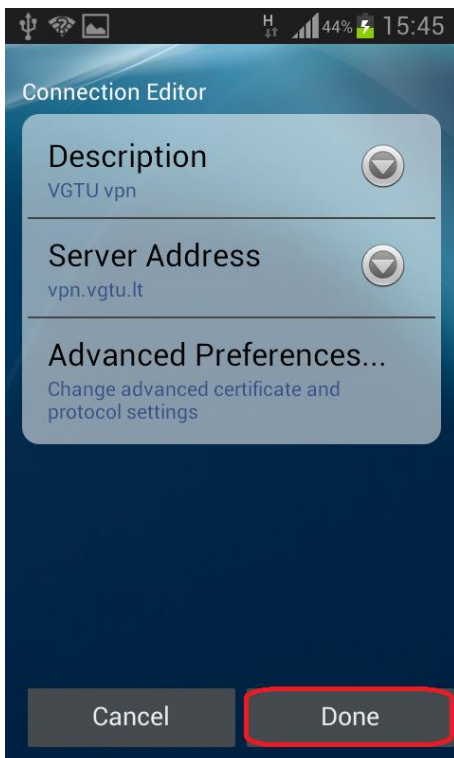 H 44% 15:45
Connection Editor
Description
VGTU vpn
Server Address
vpn.vgtu.lt
Advanced Preferences...
Change advanced certificate and
protocol settings
Cancel Done